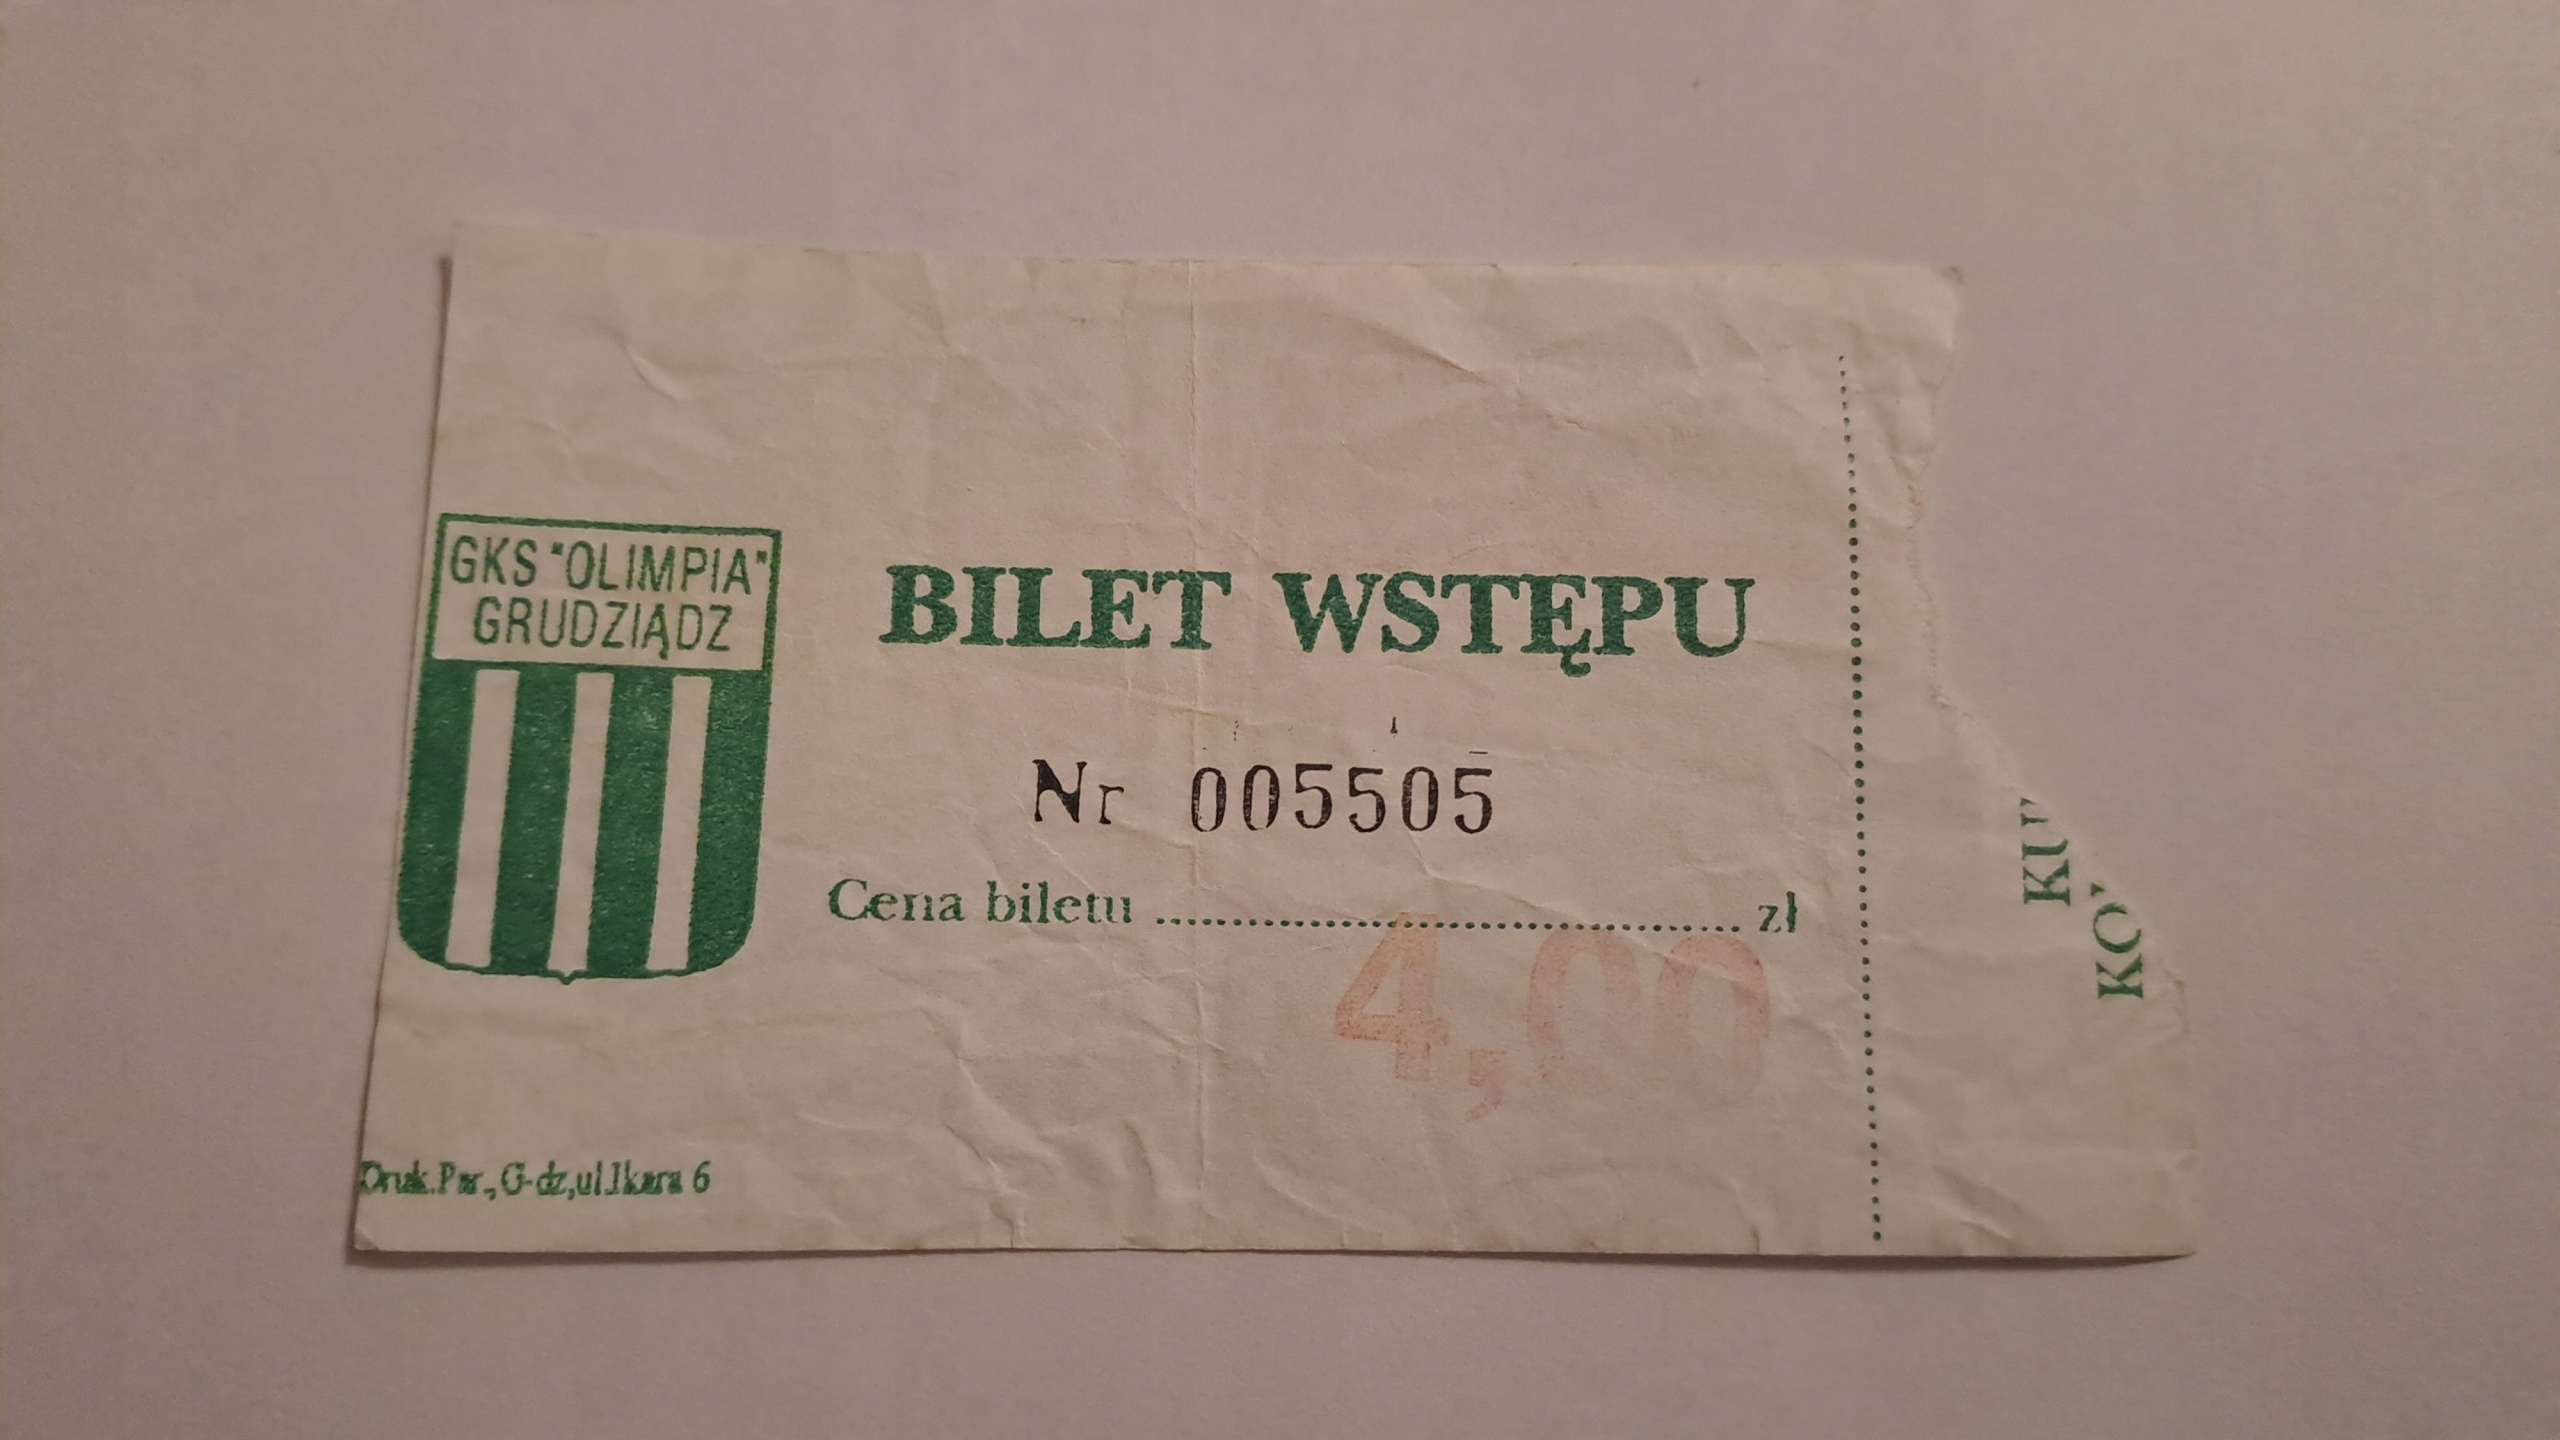 GKS "OLIMPIA"
GRUDZIĄDZ
BILET WSTĘPU
Nr 005505
Cena biletu ........................................ zł
4,00
Druk.Par., G-dz,ul.Ikara 6